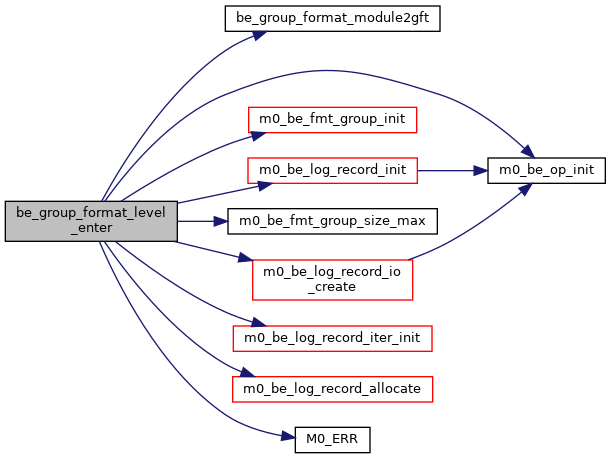 be_group_format_module2gft
m0_be_fmt_group_init
m0_be_log_record_init
m0_be_op_init
be_group_format_level
_enter
m0_be_fmt_group_size_max
m0_be_log_record_io
_create
m0_be_log_record_iter_init
m0_be_log_record_allocate
M0_ERR